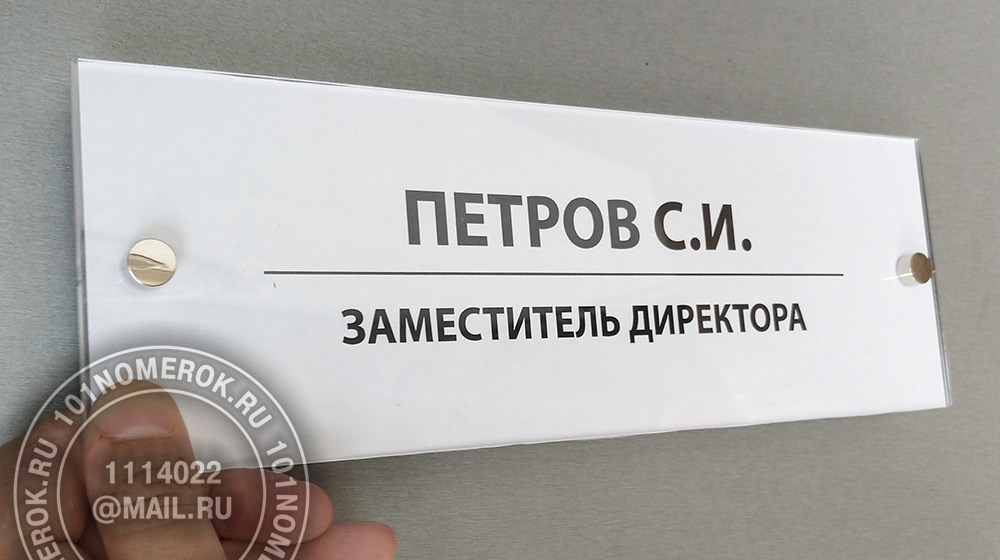 ПЕТРОВ С.И.
ЗАМЕСТИТЕЛЬ ДИРЕКТОРА
101NOMEROK.RU
1114022
@MAIL.RU